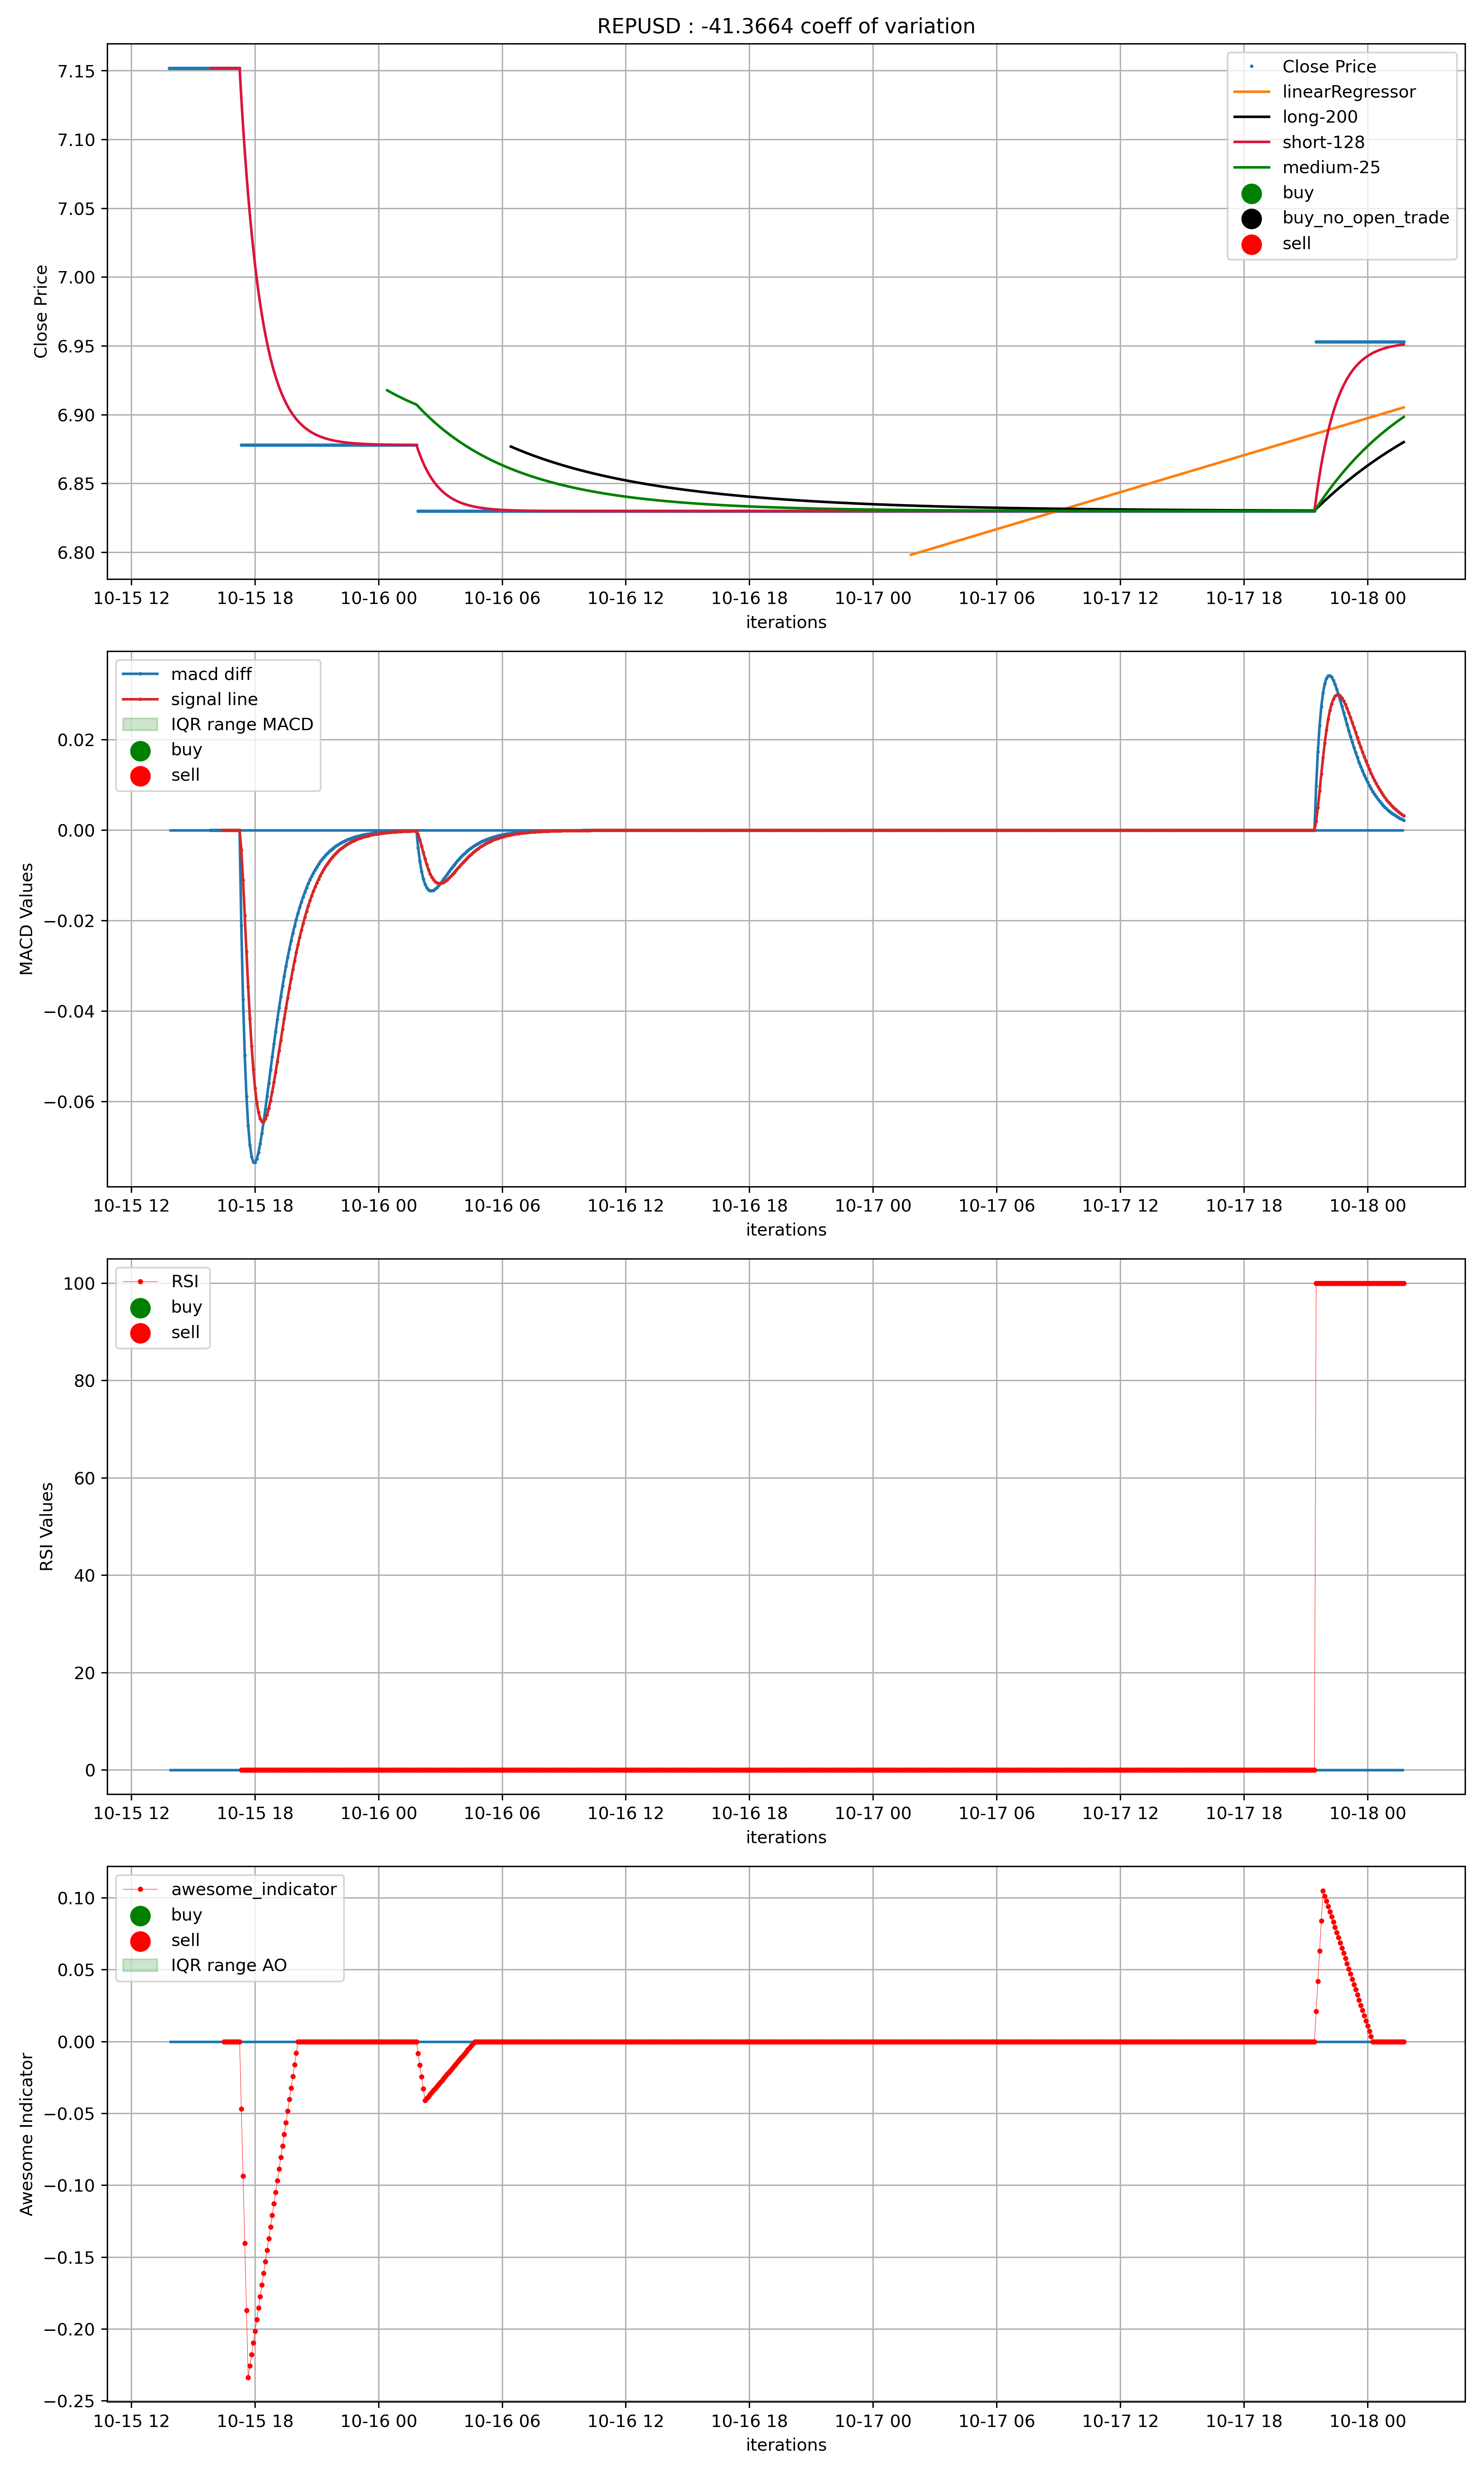 REPUSD : -41.3664 coeff of variation
Close Price
7.15
7.10
7.05
7.00
6.95
6.90
6.85
6.80
Close Price
linearRegressor
long-200
short-128
medium-25
buy
buy_no_open_trade
sell
10-15 12
10-15 18
10-16 00
10-16 06
10-16 12
10-16 18
10-17 00
10-17 06
10-17 12
10-17 18
10-18 00
iterations
MACD Values
0.02
0.00
−0.02
−0.04
−0.06
macd diff
signal line
IQR range MACD
buy
sell
10-15 12
10-15 18
10-16 00
10-16 06
10-16 12
10-16 18
10-17 00
10-17 06
10-17 12
10-17 18
10-18 00
iterations
RSI Values
100
80
60
40
20
0
RSI
buy
sell
10-15 12
10-15 18
10-16 00
10-16 06
10-16 12
10-16 18
10-17 00
10-17 06
10-17 12
10-17 18
10-18 00
iterations
Awesome Indicator
0.10
0.05
0.00
−0.05
−0.10
−0.15
−0.20
−0.25
awesome_indicator
buy
sell
IQR range AO
10-15 12
10-15 18
10-16 00
10-16 06
10-16 12
10-16 18
10-17 00
10-17 06
10-17 12
10-17 18
10-18 00
iterations